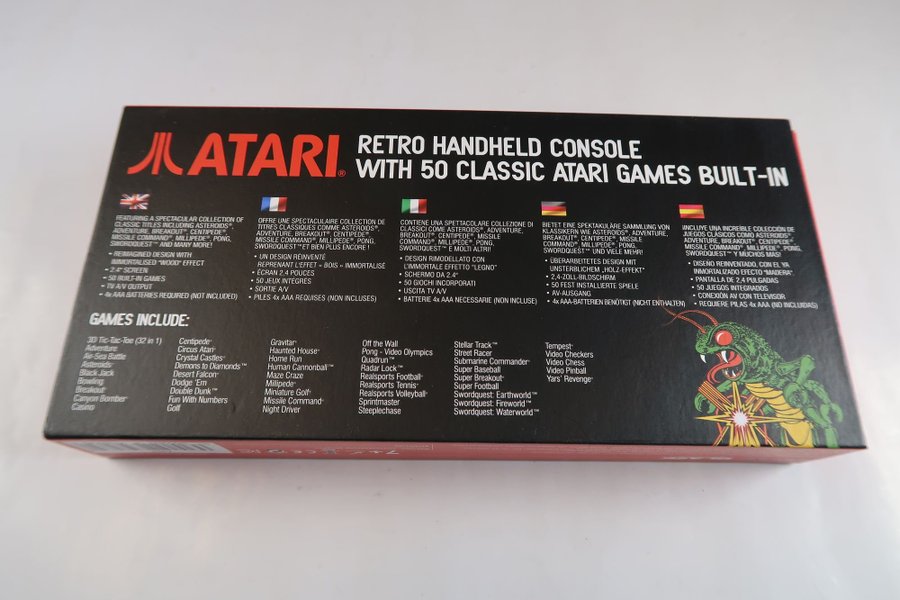 ATARI®
RETRO HANDHELD CONSOLE
WITH 50 CLASSIC ATARI GAMES BUILT-IN
FEATURING A SPECTACULAR COLLECTION OF
CLASSIC TITLES INCLUDING ASTEROIDS®,
ADVENTURE, BREAKOUT®, CENTIPEDE®,
MISSILE COMMAND®, MILLIPEDE®, PONG,
SWORDQUEST™ AND MANY MORE!
• REIMAGINED DESIGN WITH
IMMORTALISED "WOOD" EFFECT
• 2.4" SCREEN
• 50 BUILT-IN GAMES
• TV A/V OUTPUT
• 4x AAA BATTERIES REQUIRED (NOT INCLUDED)
OFFRE UNE SPECTACULAIRE COLLECTION DE
TITRES CLASSIQUES COMME ASTEROIDS®,
ADVENTURE, BREAKOUT®, CENTIPEDE®,
MISSILE COMMAND®, MILLIPEDE®, PONG,
SWORDQUEST™ ET BIEN PLUS ENCORE !
• UN DESIGN RÉINVENTÉ
REPRENANT L'EFFET « BOIS » IMMORTALISÉ
• ÉCRAN 2,4 POUCES
• 50 JEUX INTÉGRÉS
• SORTIE A/V
• PILES 4x AAA REQUISES (NON INCLUSES)
CONTIENE UNA SPETTACOLARE COLLEZIONE DI
CLASSICI COME ASTEROIDS®, ADVENTURE,
BREAKOUT®, CENTIPEDE®, MISSILE
COMMAND®, MILLIPEDE®, PONG,
SWORDQUEST™ E MOLTI ALTRI!
• DESIGN RIMODELLATO CON
L'IMMORTALE EFFETTO "LEGNO"
• SCHERMO DA 2.4"
• 50 GIOCHI INCORPORATI
• USCITA TV A/V
• BATTERIE 4x AAA NECESSARIE (NON INCLUSE)
BIETET EINE SPEKTAKULÄRE SAMMLUNG VON
KLASSIKERN WIE ASTEROIDS®, ADVENTURE,
BREAKOUT®, CENTIPEDE®, MISSILE
COMMAND®, MILLIPEDE®, PONG,
SWORDQUEST™ UND VIELE MEHR!
• ÜBERARBEITETES DESIGN MIT
UNSTERBLICHEM „HOLZ-EFFEKT"
• 2,4-ZOLL-BILDSCHIRM
• 50 FEST INSTALLIERTE SPIELE
• AV-AUSGANG
• 4x AAA-BATTERIEN BENÖTIGT (NICHT ENTHALTEN)
¡INCLUYE UNA INCREÍBLE COLECCIÓN DE
JUEGOS CLÁSICOS COMO ASTEROIDS®,
ADVENTURE, BREAKOUT®, CENTIPEDE®,
MISSILE COMMAND®, MILLIPEDE®, PONG,
SWORDQUEST™ Y MUCHOS MÁS!
• DISEÑO REINVENTADO, CON EL YA
INMORTALIZADO EFECTO "MADERA"
• PANTALLA DE 2,4 PULGADAS
• 50 JUEGOS INTEGRADOS
• CONEXIÓN AV CON TELEVISOR
• REQUIERE PILAS 4x AAA (NO INCLUIDAS)
GAMES INCLUDE:
3D Tic-Tac-Toe (32 in 1)
Adventure
Air-Sea Battle
Asteroids®
Black Jack
Bowling
Breakout®
Canyon Bomber®
Casino
Centipede®
Circus Atari®
Crystal Castles®
Demons to Diamonds™
Desert Falcon®
Dodge 'Em
Double Dunk™
Fun With Numbers
Golf
Gravitar®
Haunted House®
Home Run
Human Cannonball™
Maze Craze
Millipede®
Miniature Golf®
Missile Command®
Night Driver
Off the Wall
Pong - Video Olympics
Quadrun™
Radar Lock™
Realsports Football®
Realsports Tennis®
Realsports Volleyball®
Sprintmaster
Steeplechase
Stellar Track™
Street Racer
Submarine Commander®
Super Baseball
Super Breakout®
Super Football
Swordquest: Earthworld™
Swordquest: Fireworld™
Swordquest: Waterworld™
Tempest®
Video Checkers
Video Chess
Video Pinball
Yars' Revenge®